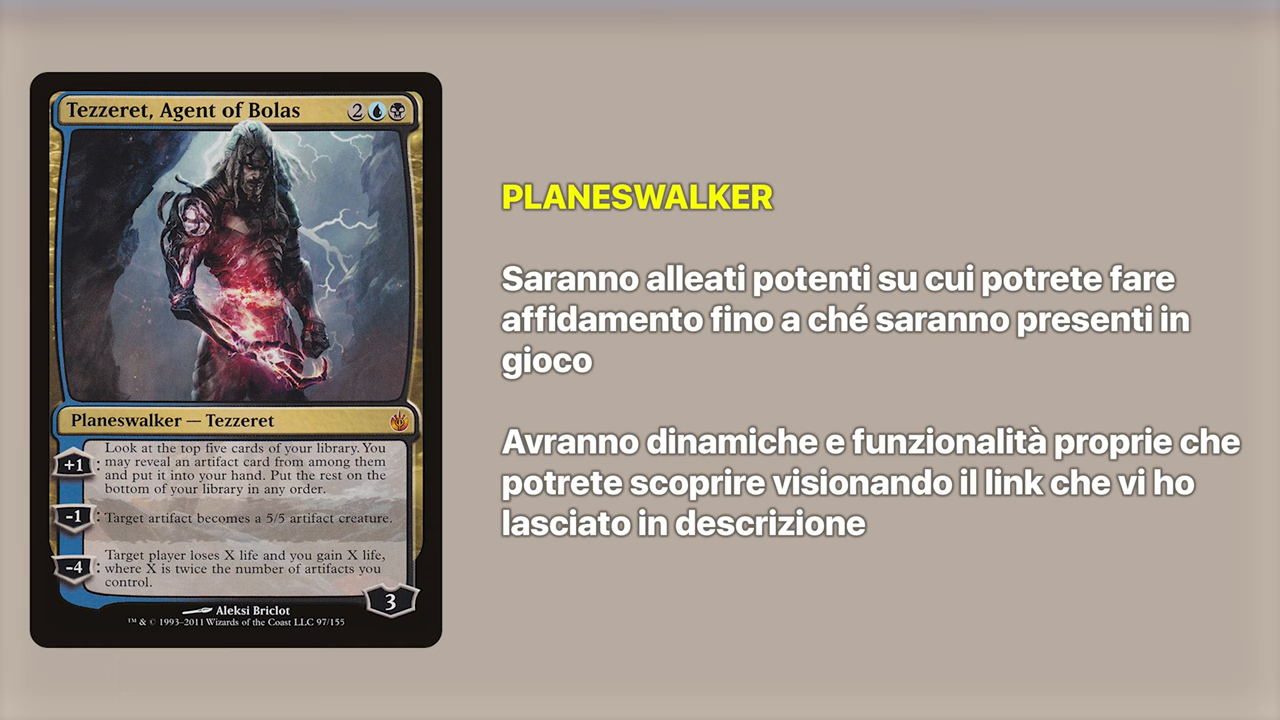 Tezzeret, Agent of Bolas 2
Planeswalker — Tezzeret
+1: Look at the top five cards of your library. You
may reveal an artifact card from among them
and put it into your hand. Put the rest on the
bottom of your library in any order.
-1: Target artifact becomes a 5/5 artifact creature.
-4: Target player loses X life and you gain X life,
where X is twice the number of artifacts you
control.
3
Aleksi Briclot
™ & © 1993–2011 Wizards of the Coast LLC 97/155
PLANESWALKER
Saranno alleati potenti su cui potrete fare
affidamento fino a ché saranno presenti in
gioco
Avranno dinamiche e funzionalità proprie che
potrete scoprire visionando il link che vi ho
lasciato in descrizione